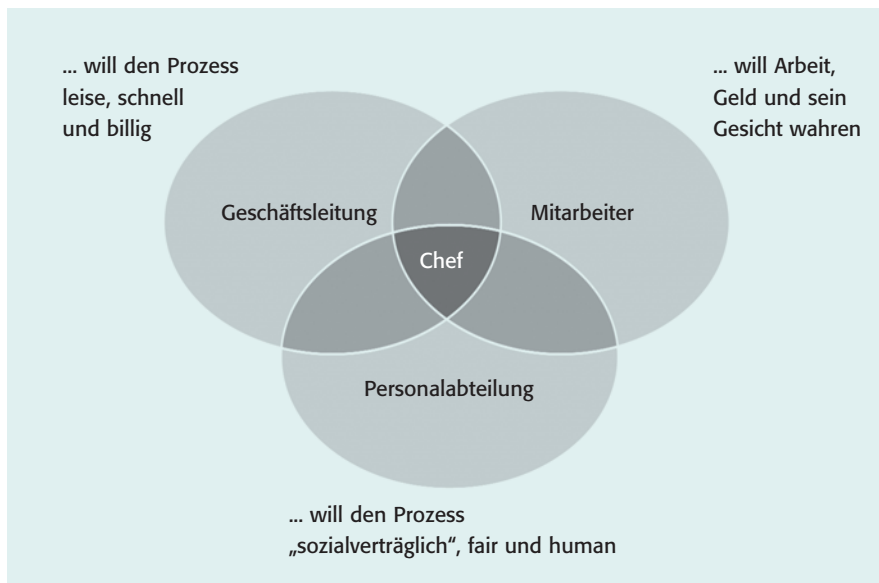 ... will den Prozess
leise, schnell
und billig
... will Arbeit,
Geld und sein
Gesicht wahren
Geschäftsleitung
Mitarbeiter
Chef
Personalabteilung
... will den Prozess
„sozialverträglich“, fair und human